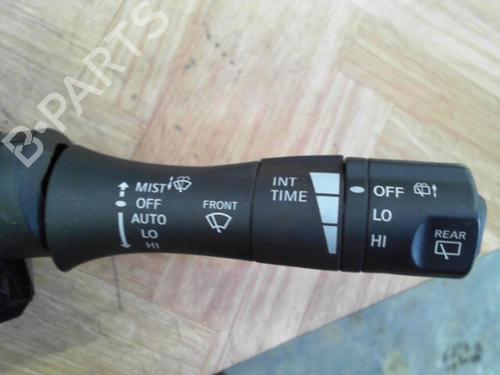 B-PARTS
MIST
OFF
AUTO
LO
HI
FRONT
INT
TIME
OFF
LO
HI
REAR